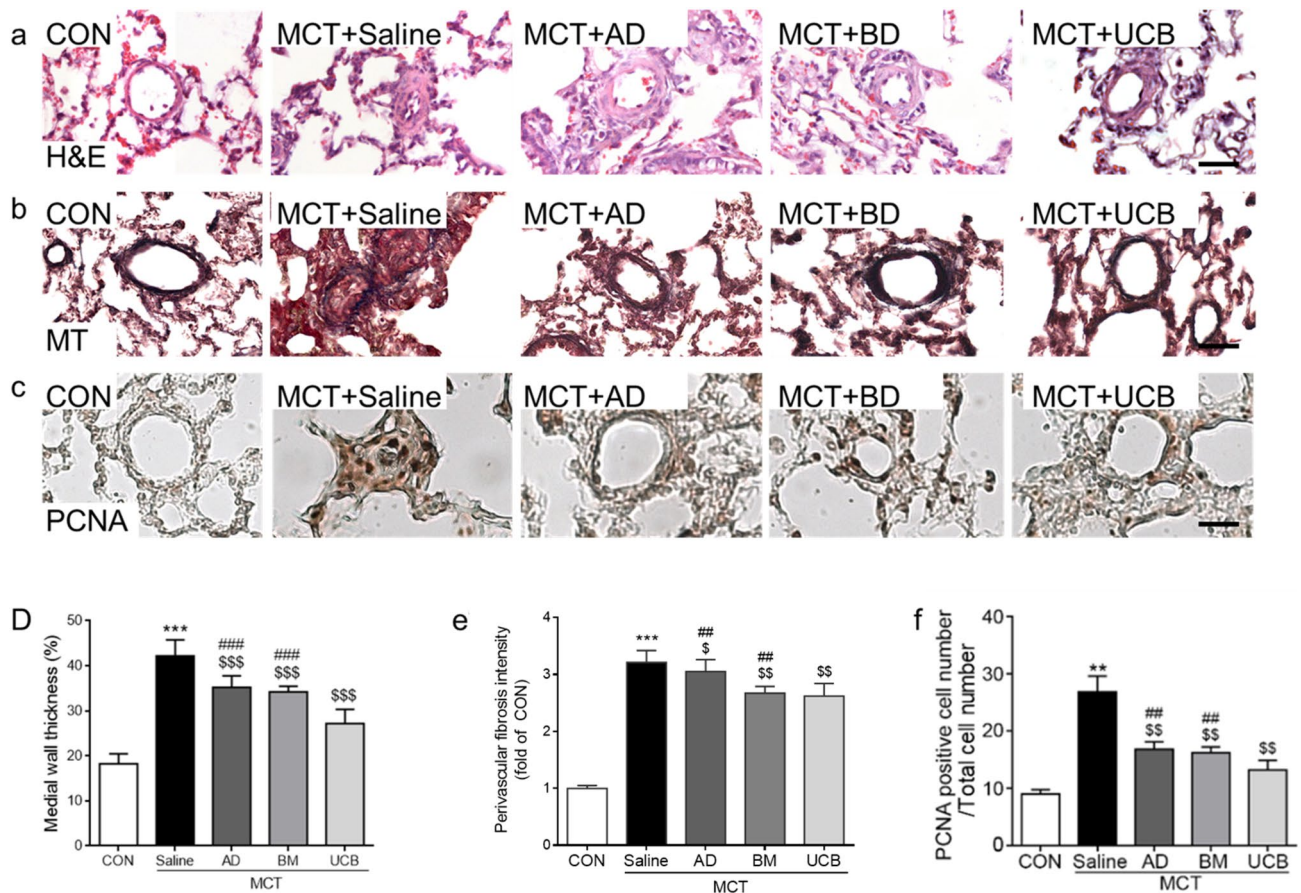 a
CON
MCT+Saline
MCT+AD
MCT+BD
MCT+UCB
H&E
b
CON
MCT+Saline
MCT+AD
MCT+BD
MCT+UCB
MT
c
CON
MCT+Saline
MCT+AD
MCT+BD
MCT+UCB
PCNA
D
Medial wall thickness (%)
50
40
30
20
10
0
***
###
$$$
###
$$$
$$$
CON
Saline
AD
BM
UCB
MCT
e
Perivascular fibrosis intensity
(fold of CON)
4
3
2
1
0
***
##
$
##
$$
$$
CON
Saline
AD
BM
UCB
MCT
f
PCNA positive cell number
/Total cell number
40
30
20
10
0
**
##
$$
##
$$
$$
CON
Saline
AD
BM
UCB
MCT